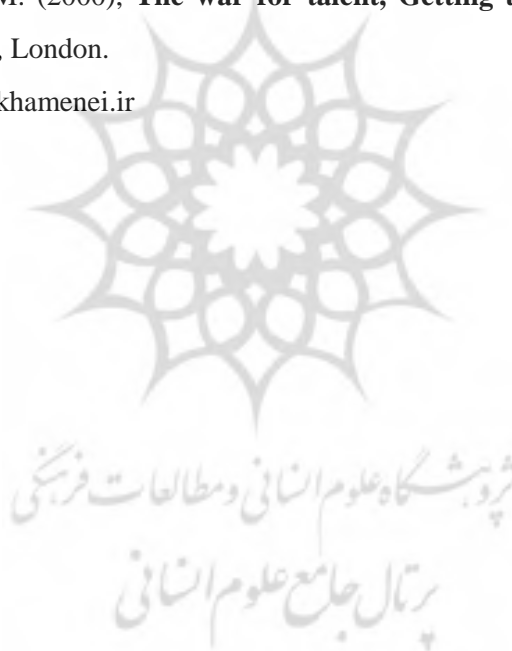 M. (2000), The war for talent, Getting
, London.
khamenei.ir
پژوهشگاه علوم انسانی و مطالعات فرهنگی
پرتال جامع علوم انسانی